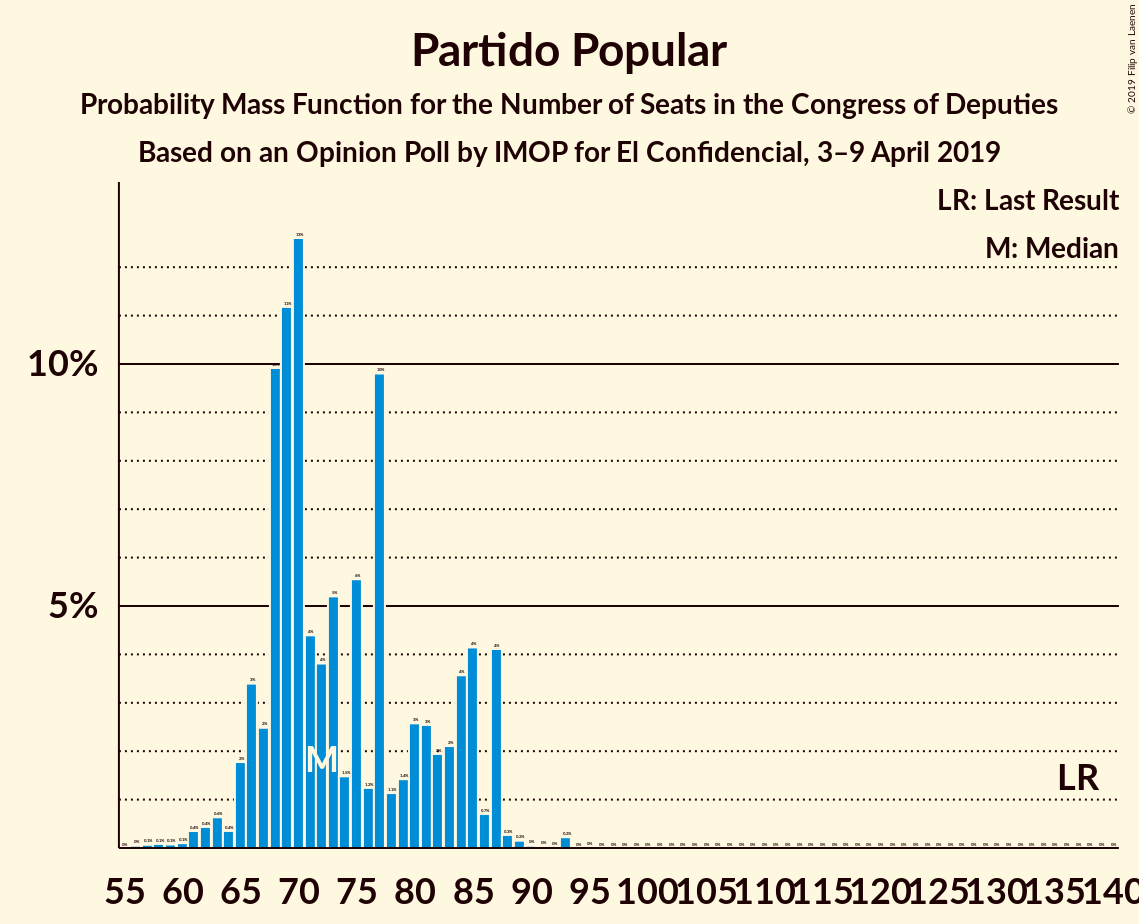 Partido Popular
Probability Mass Function for the Number of Seats in the Congress of Deputies
Based on an Opinion Poll by IMOP for El Confidencial, 3–9 April 2019
© 2019 Filip van Laenen
LR: Last Result
M: Median
10%
5%
M
LR
55 60 65 70 75 80 85 90 95 100 105 110 115 120 125 130 135 140